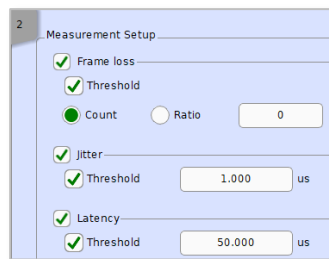 2
Measurement Setup
Frame loss
Threshold
Count Ratio 0
Jitter
Threshold 1.000 us
Latency
Threshold 50.000 us